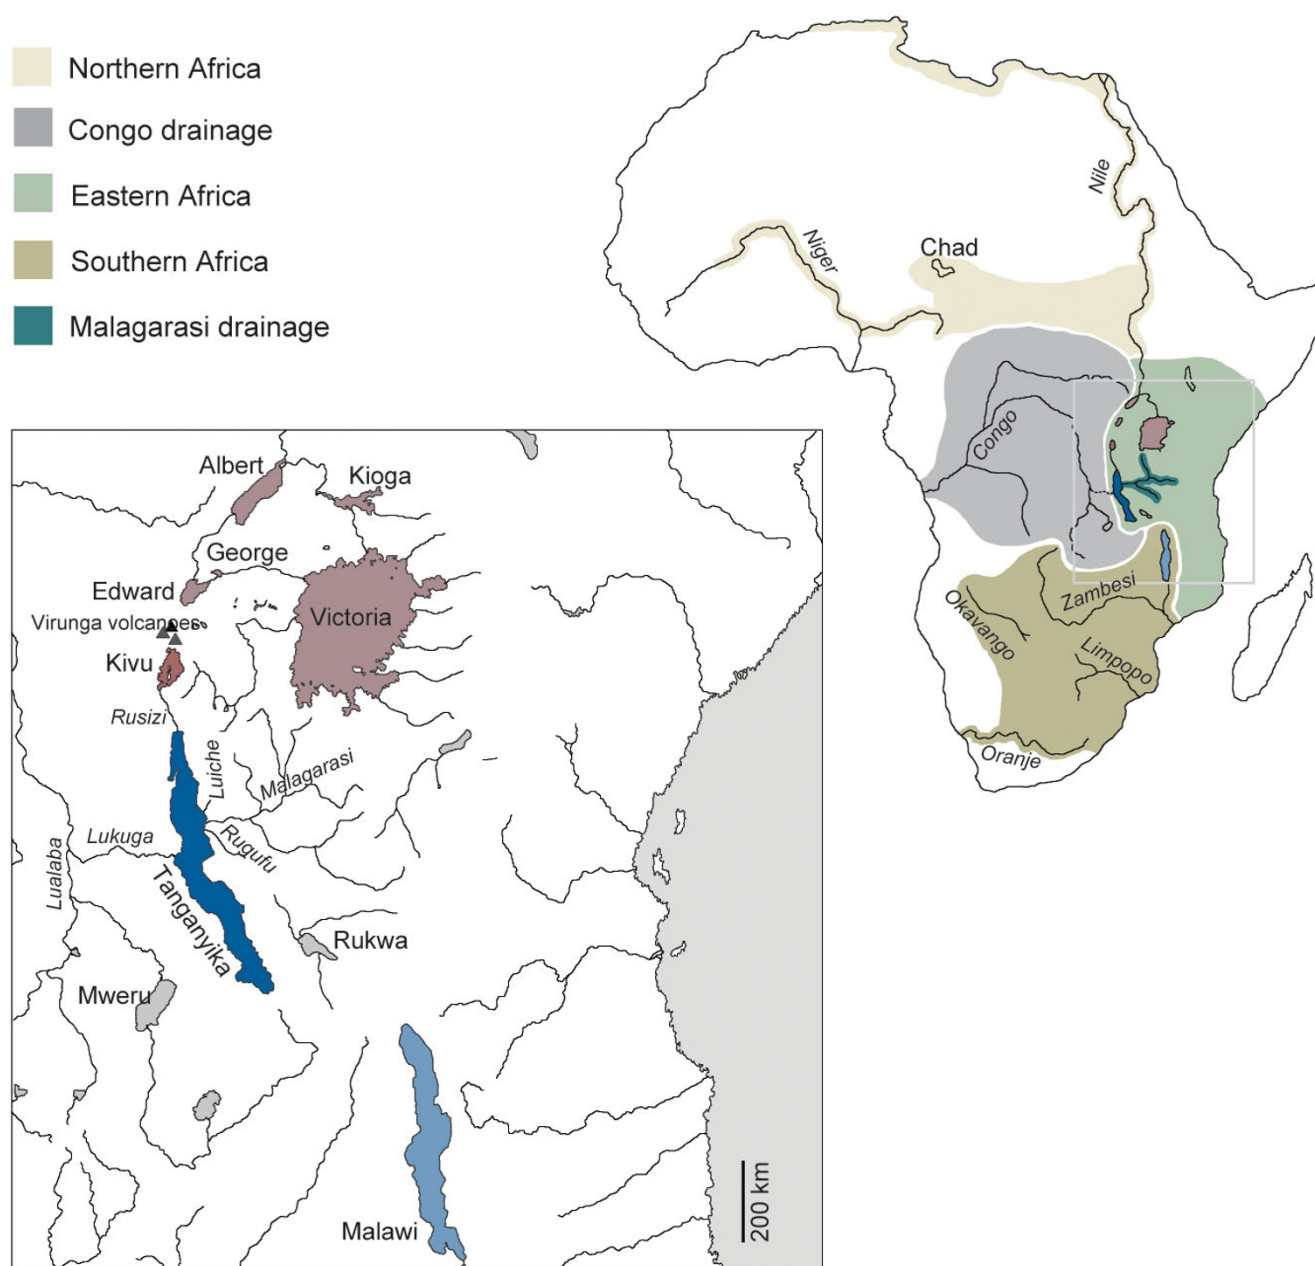 Northern Africa
Congo drainage
Eastern Africa
Southern Africa
Malagarasi drainage
Nile
Niger
Chad
Congo
Okavango
Zambesi
Limpopo
Oranje
Albert
Kioga
George
Edward
Virunga volcanoes
Victoria
Kivu
Rusizi
Luiche
Malagarasi
Lukuga
Rugufu
Lualaba
Tanganyika
Rukwa
Mweru
Malawi
200 km